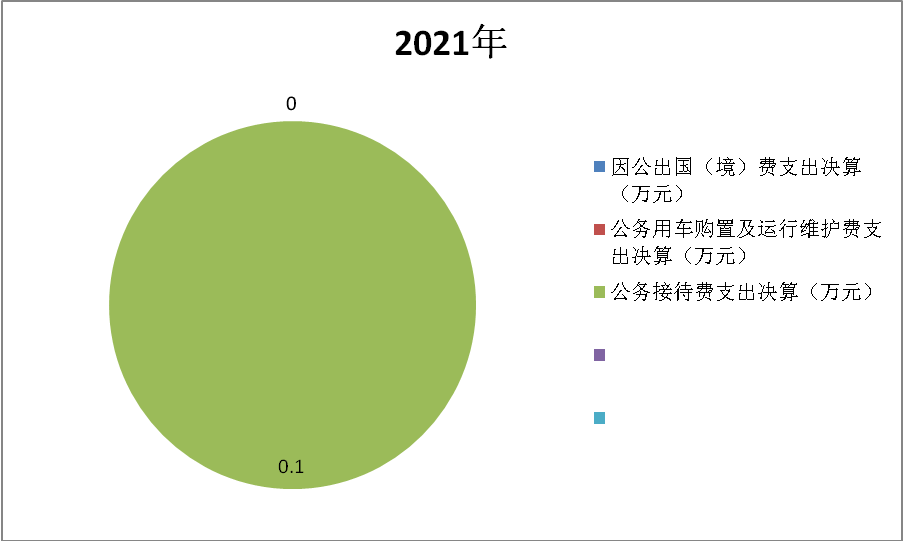 2021年
0
因公出国（境）费支出决算
（万元）
公务用车购置及运行维护费支
出决算（万元）
公务接待费支出决算（万元）
0.1